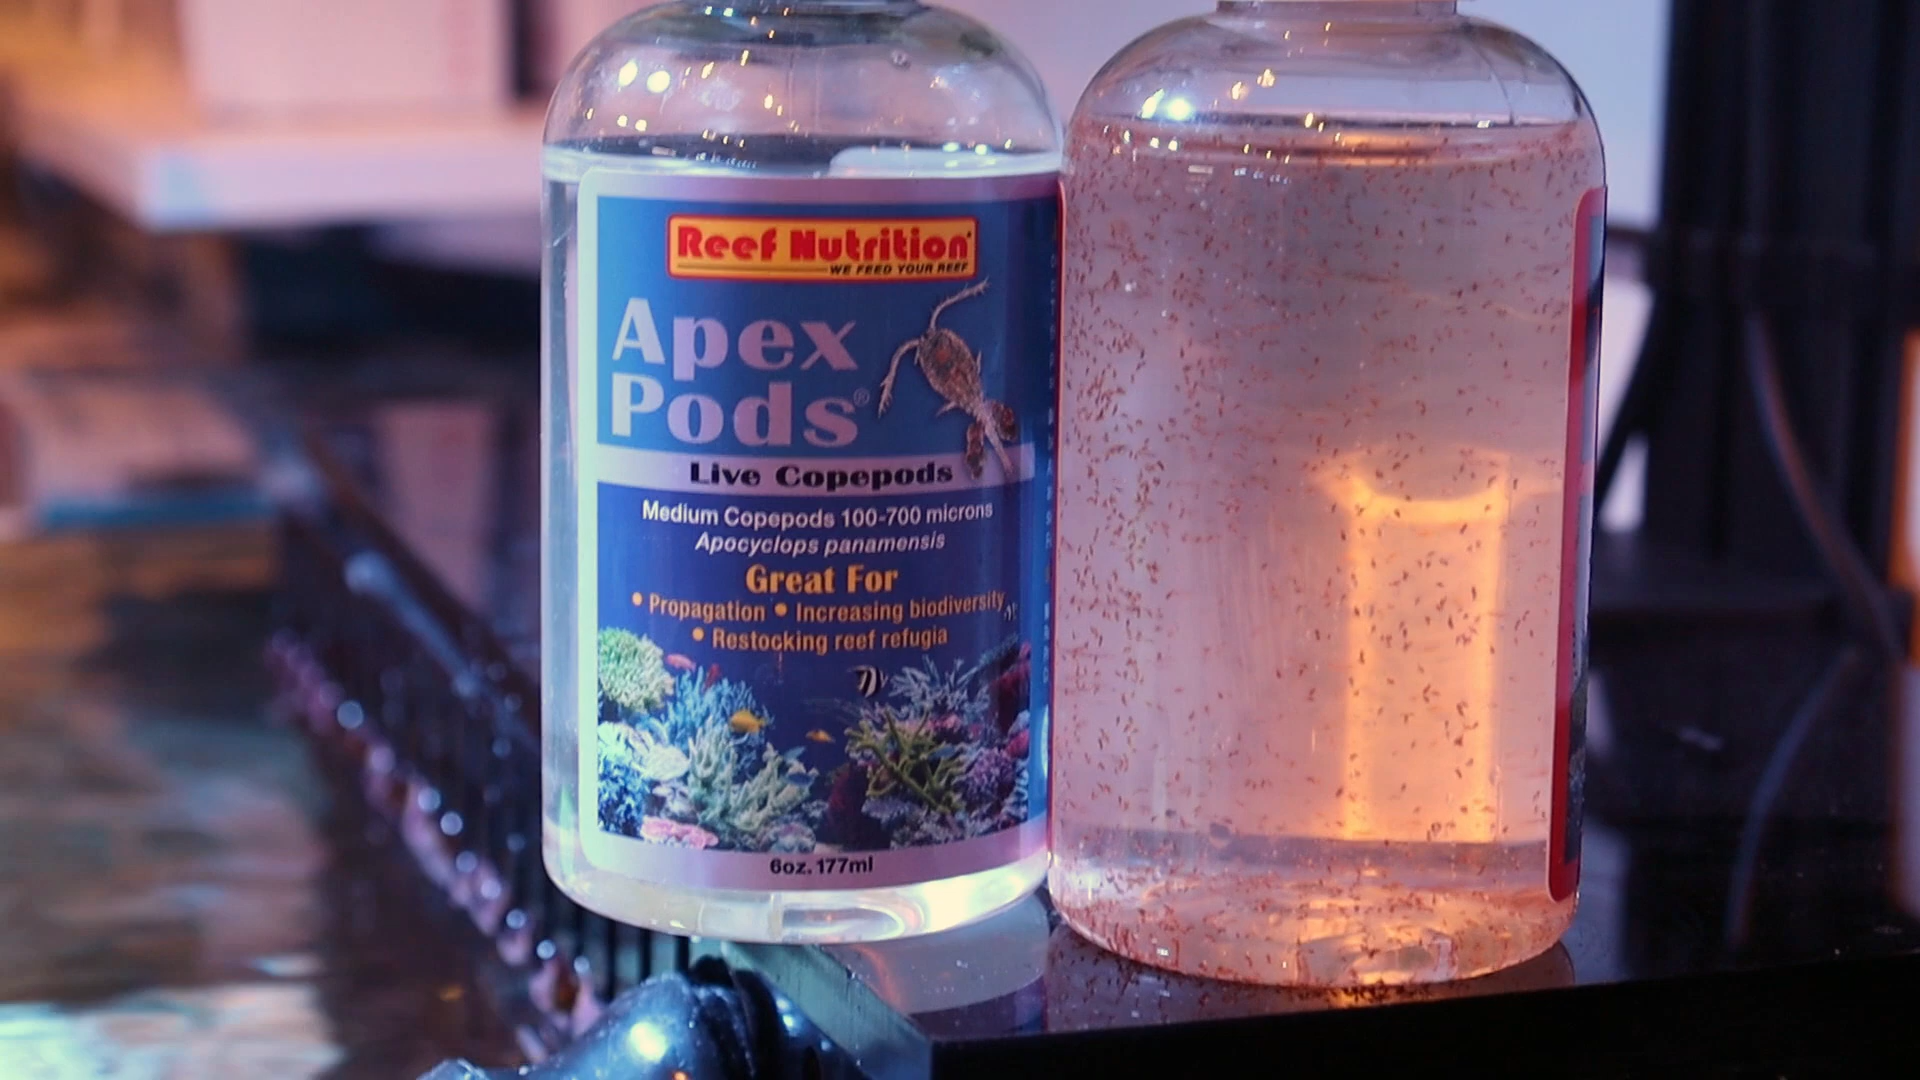 Reef Nutrition
WE FEED YOUR REEF
Apex
Pods®
Live Copepods
Medium Copepods 100-700 microns
Apocyclops panamensis
Great For
• Propagation • Increasing biodiversity
• Restocking reef refugia
6oz. 177ml